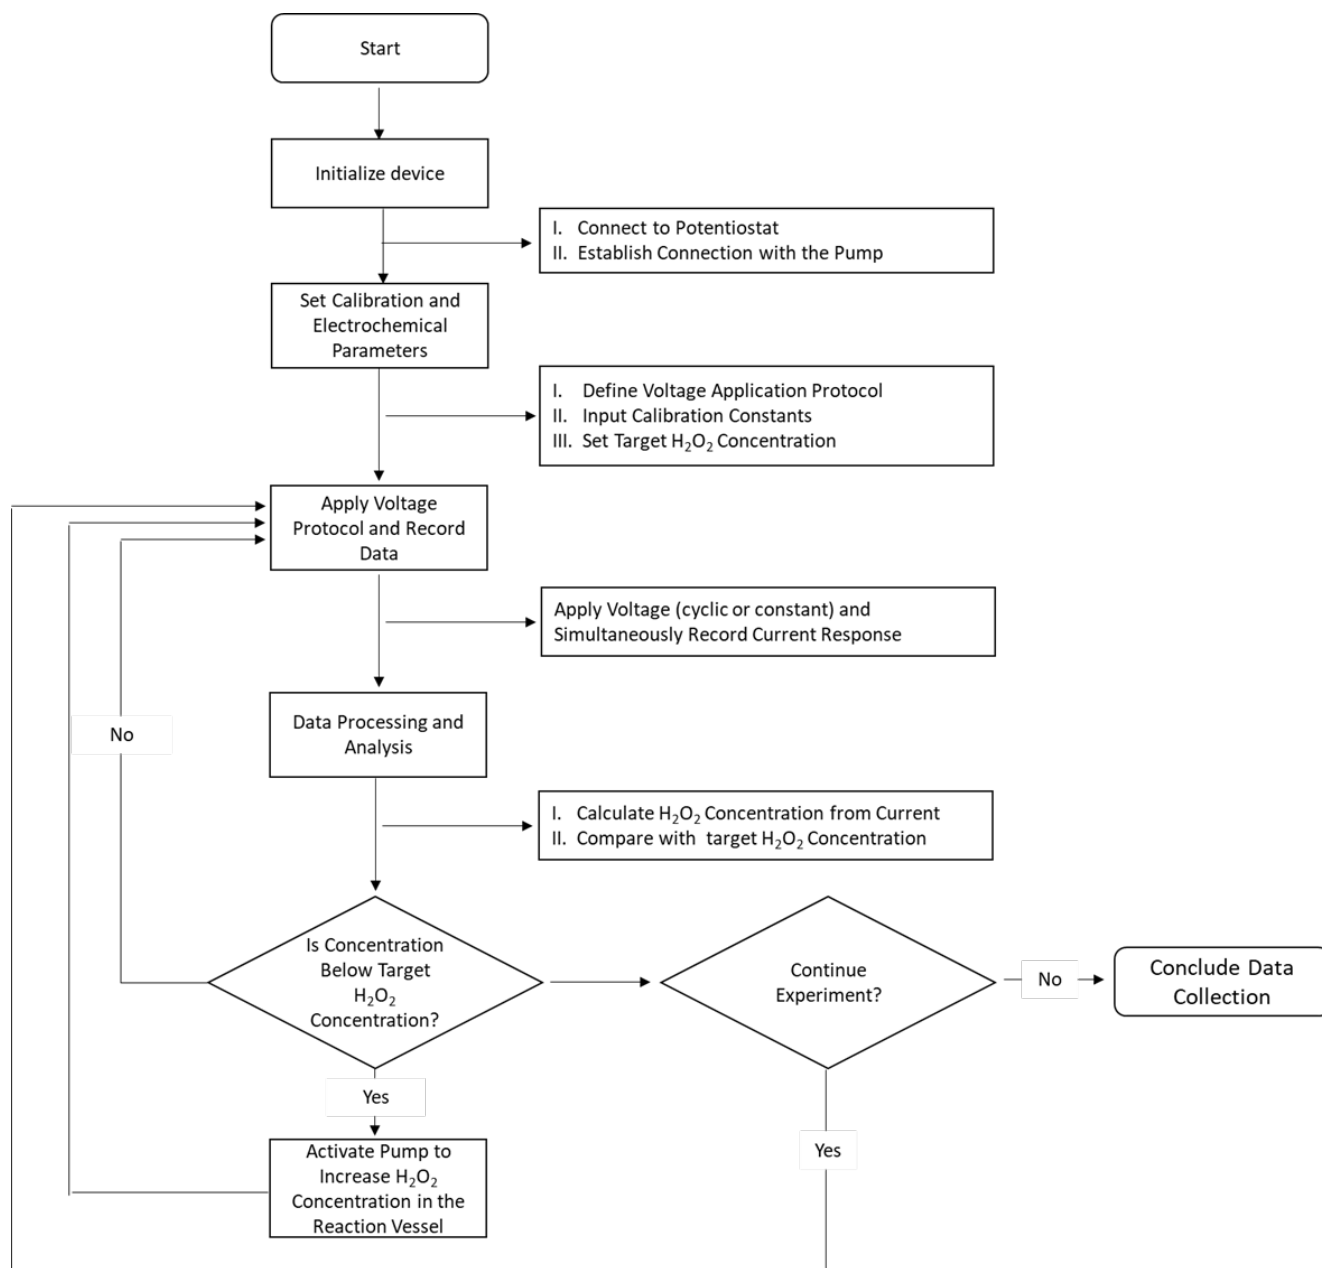 Start
Initialize device
I. Connect to Potentiostat
II. Establish Connection with the Pump
Set Calibration and
Electrochemical
Parameters
I. Define Voltage Application Protocol
II. Input Calibration Constants
III. Set Target H₂O₂ Concentration
Apply Voltage
Protocol and Record
Data
Apply Voltage (cyclic or constant) and
Simultaneously Record Current Response
Data Processing and
Analysis
No
I. Calculate H₂O₂ Concentration from Current
II. Compare with target H₂O₂ Concentration
Is Concentration
Below Target
H₂O₂
Concentration?
Continue
Experiment?
No
Conclude Data
Collection
Yes
Activate Pump to
Increase H₂O₂
Concentration in the
Reaction Vessel
Yes